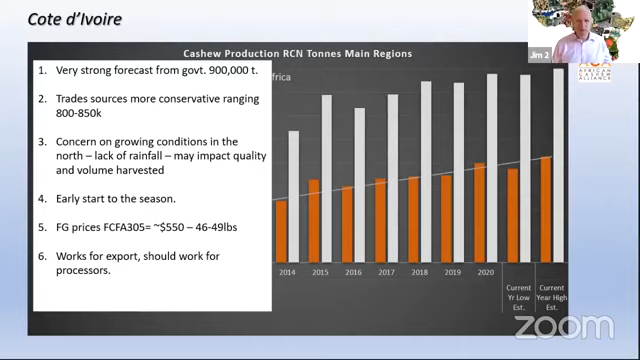 Cote d'Ivoire
Cashew Production RCN Tonnes Main Regions
1. Very strong forecast from govt. 900,000 t.
2. Trades sources more conservative ranging
800-850k
3. Concern on growing conditions in the
north – lack of rainfall – may impact quality
and volume harvested
4. Early start to the season.
5. FG prices FCFA305= ~$550 – 46-49lbs
6. Works for export, should work for
processors.
frica
2014
2015
2016
2017
2018
2019
2020
Current
Yr Low
Est.
Current
Year High
Est.
Jim 2
AFRICAN
CASHEW
ALLIANCE
zoom